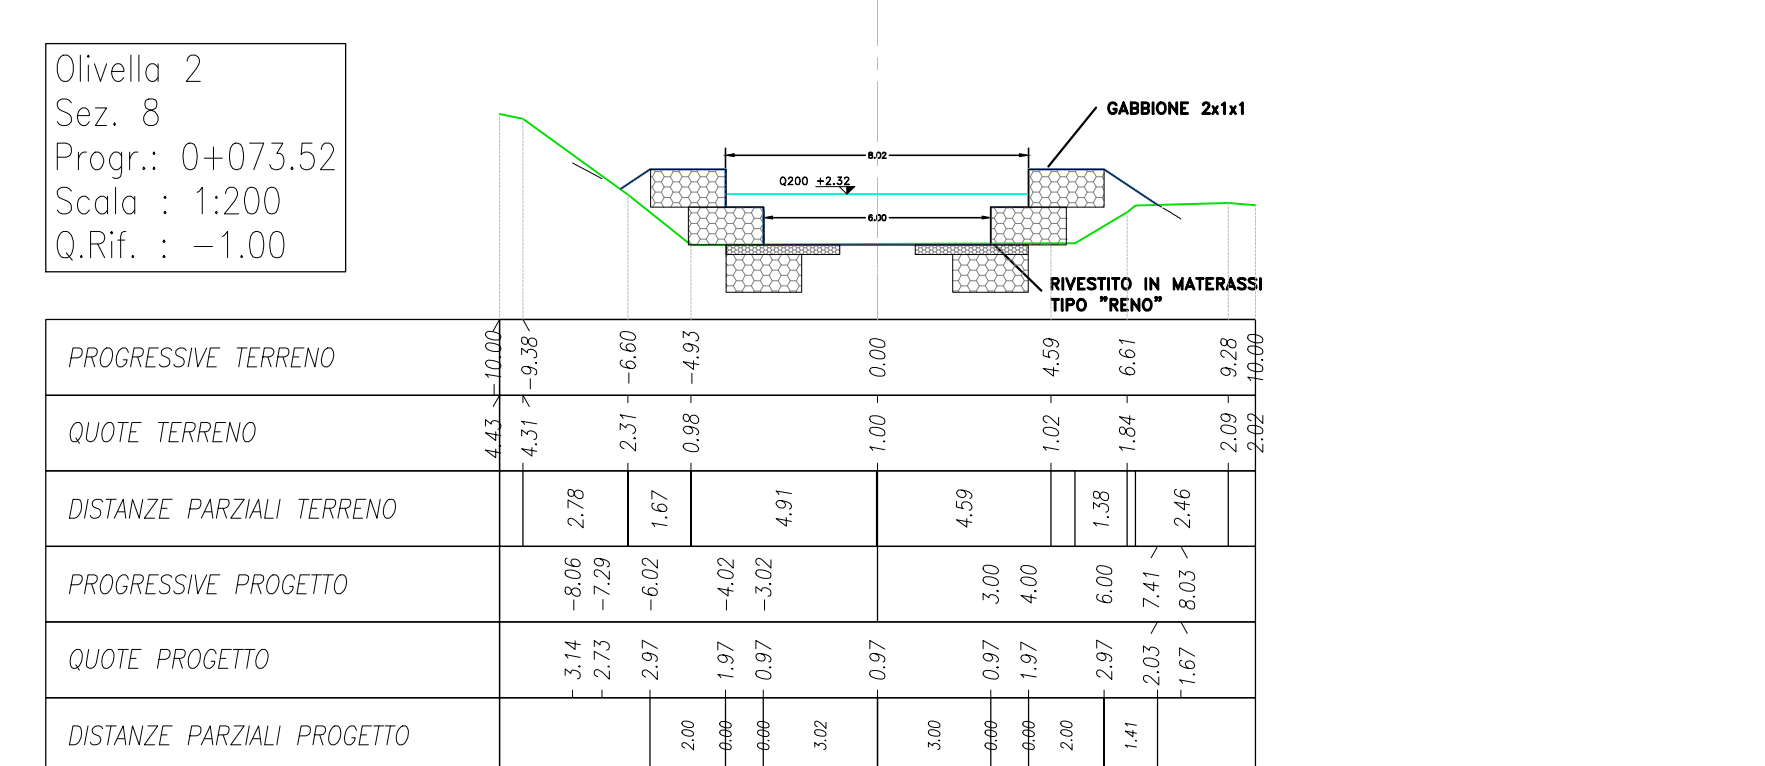 Olivella 2
Sez. 8
Progr.: 0+073.52
Scala : 1:200
Q.Rif. : -1.00
GABBIONE 2x1x1
8.02
Q200 +2.32
6.00
RIVESTITO IN MATERASSI
TIPO "RENO"
PROGRESSIVE TERRENO -10.00 -9.38 -6.60 -4.93 0.00 4.59 6.61 9.28 10.00
QUOTE TERRENO 4.43 4.31 2.31 0.98 1.00 1.02 1.84 2.09 2.02
DISTANZE PARZIALI TERRENO 2.78 1.67 4.91 4.59 1.38 2.46
PROGRESSIVE PROGETTO -8.06 -7.29 -6.02 -4.02 -3.02 3.00 4.00 6.00 7.41 8.03
QUOTE PROGETTO 3.14 2.73 2.97 1.97 0.97 0.97 0.97 1.97 2.97 2.03 1.67
DISTANZE PARZIALI PROGETTO 2.00 0.00 0.00 3.02 3.00 0.00 0.00 2.00 1.41